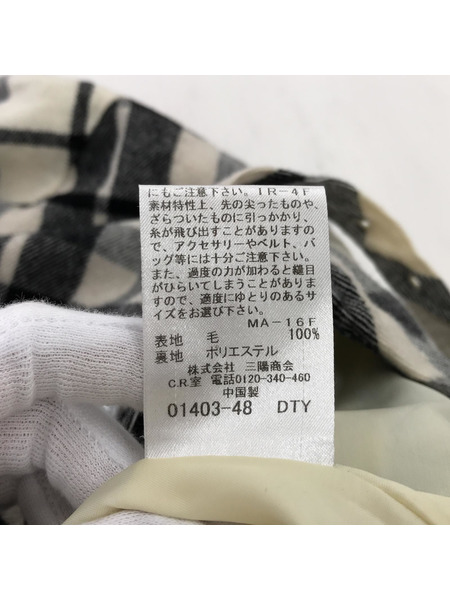 にもご注意下さい。IR-4F
素材特性上、先の尖ったものや、
ざらついたものに引っかかり、
糸が飛び出すことがありますの
で、アクセサリーやベルト、バ
ッグ等には十分ご注意下さい。
また、過度の力が加わると縫目
がひらいてしまうことがありま
すので、適度にゆとりのあるサイ
ズをお選び下さい。
MA-16F
表地 毛 100%
裏地 ポリエステル
株式会社 三陽商会
C.R.室 電話0120-340-460
中国製
01403-48 DTY